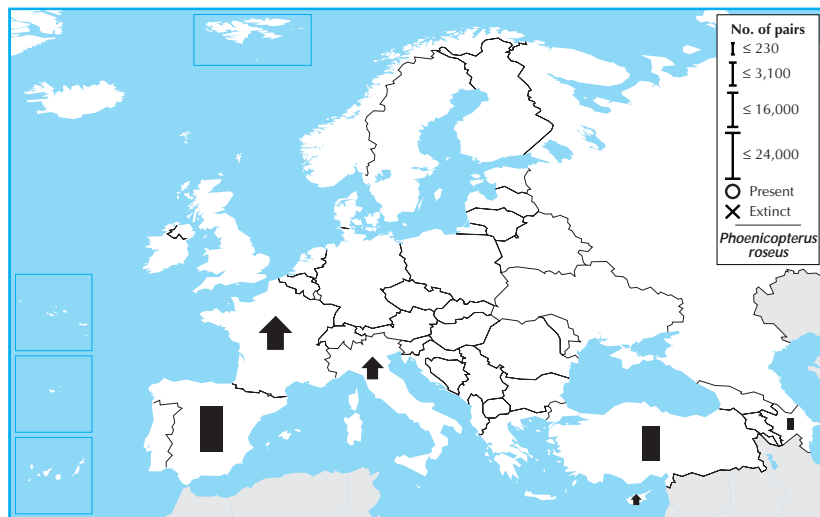 No. of pairs
≤ 230
≤ 3,100
≤ 16,000
≤ 24,000
Present
Extinct
Phoenicopterus
roseus